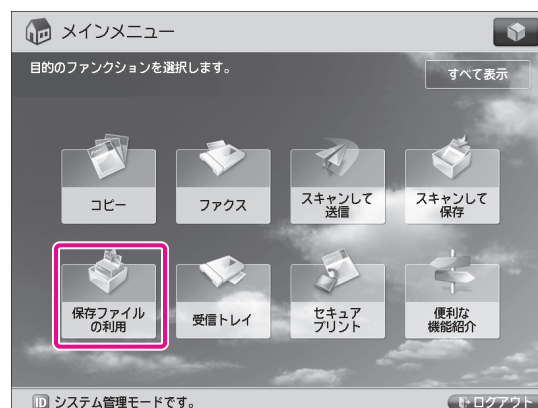 メインメニュー
目的のファンクションを選択します。
すべて表示
コピー
ファクス
スキャンして
送信
スキャンして
保存
保存ファイル
の利用
受信トレイ
セキュア
プリント
便利な
機能紹介
ID システム管理モードです。
ログアウト